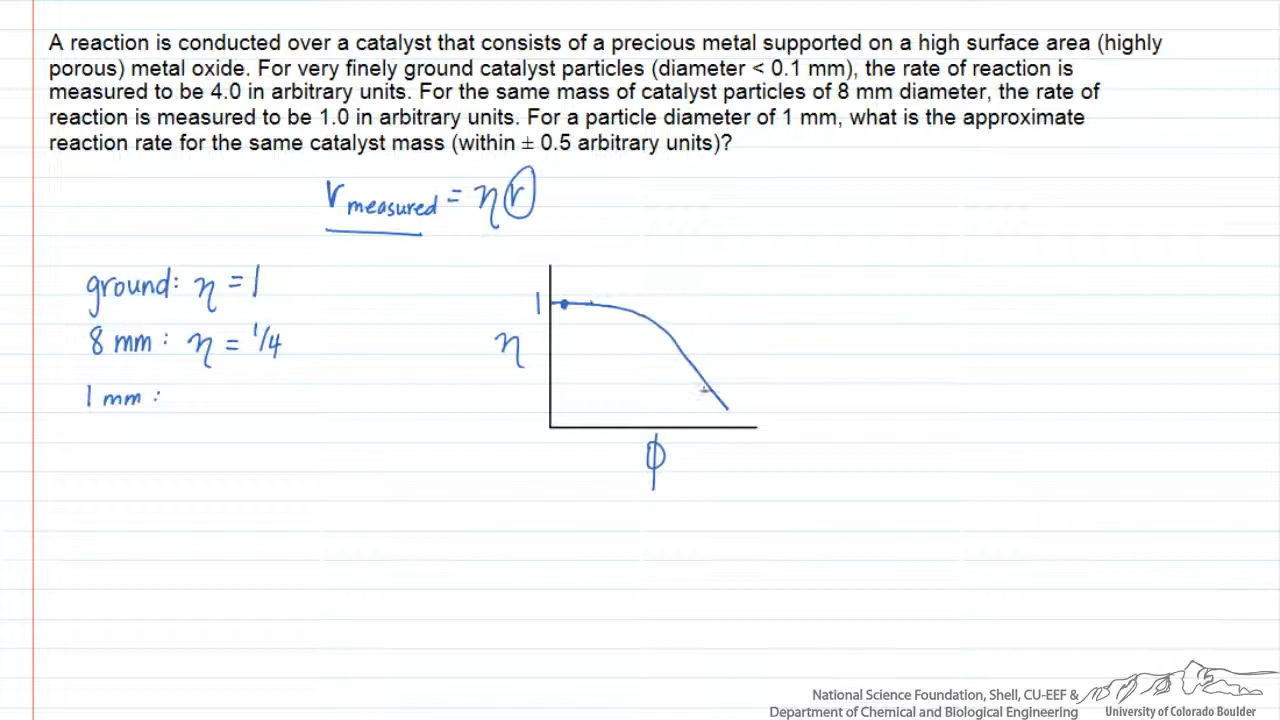 A reaction is conducted over a catalyst that consists of a precious metal supported on a high surface area (highly
porous) metal oxide. For very finely ground catalyst particles (diameter < 0.1 mm), the rate of reaction is
measured to be 4.0 in arbitrary units. For the same mass of catalyst particles of 8 mm diameter, the rate of
reaction is measured to be 1.0 in arbitrary units. For a particle diameter of 1 mm, what is the approximate
reaction rate for the same catalyst mass (within ± 0.5 arbitrary units)?
r measured = η r
ground: η = 1
8 mm : η = 1/4
1 mm :
1
η
ϕ
National Science Foundation, Shell, CU-EEF &
Department of Chemical and Biological Engineering
University of Colorado Boulder